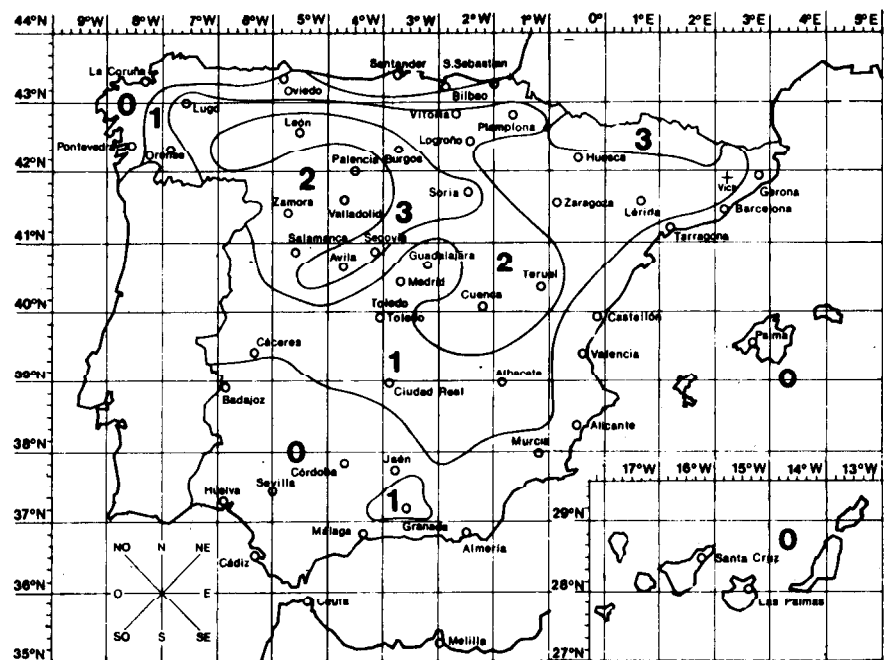 10°W 9°W 8°W 7°W 6°W 5°W 4°W 3°W 2°W 1°W 0° 1°E 2°E 3°E 4°E 5°E
44°N
La Coruña
Santander
S.Sebastian
Oviedo
Bilbao
43°N
0
1
Lugo
Vitoria
Pamplona
León
Logroño
3
Pontevedra
Orense
Palencia
Burgos
Huesca
42°N
2
Vich
Gerona
Zamora
Valladolid
Soria
Zaragoza
Lérida
Barcelona
3
41°N
Tarragona
Salamanca
Segovia
Avila
Guadalajara
2
Teruel
Madrid
Cuenca
40°N
Toledo
Toledo
Castellón
Palma
Cáceres
Valencia
1
39°N
Ciudad Real
Albacete
0
Badajoz
Alicante
38°N
0
Murcia
Jaén
Córdoba
17°W 16°W 15°W 14°W 13°W
Sevilla
Huelva
1
29°N
37°N
Granada
Málaga
Almería
0
NO N NE
Cádiz
Santa Cruz
28°N
36°N
O E
Ceuta
Las Palmas
SO S SE
Melilla
35°N
27°N